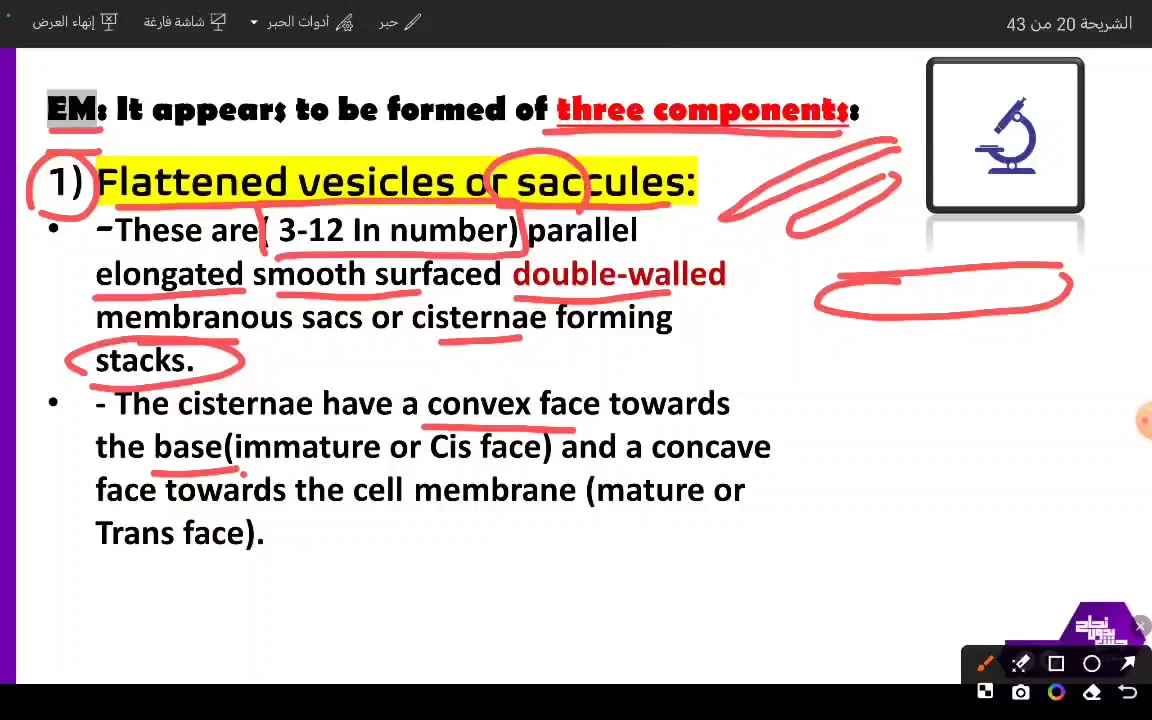 الشريحة 20 من 43
حبر
أدوات الحبر
شاشة فارغة
إنهاء العرض
EM: It appears to be formed of three components:
1) Flattened vesicles or saccules:
• -These are( 3-12 In number) parallel
elongated smooth surfaced double-walled
membranous sacs or cisternae forming
stacks.
• - The cisternae have a convex face towards
the base(immature or Cis face) and a concave
face towards the cell membrane (mature or
Trans face).
نجاح
بدون